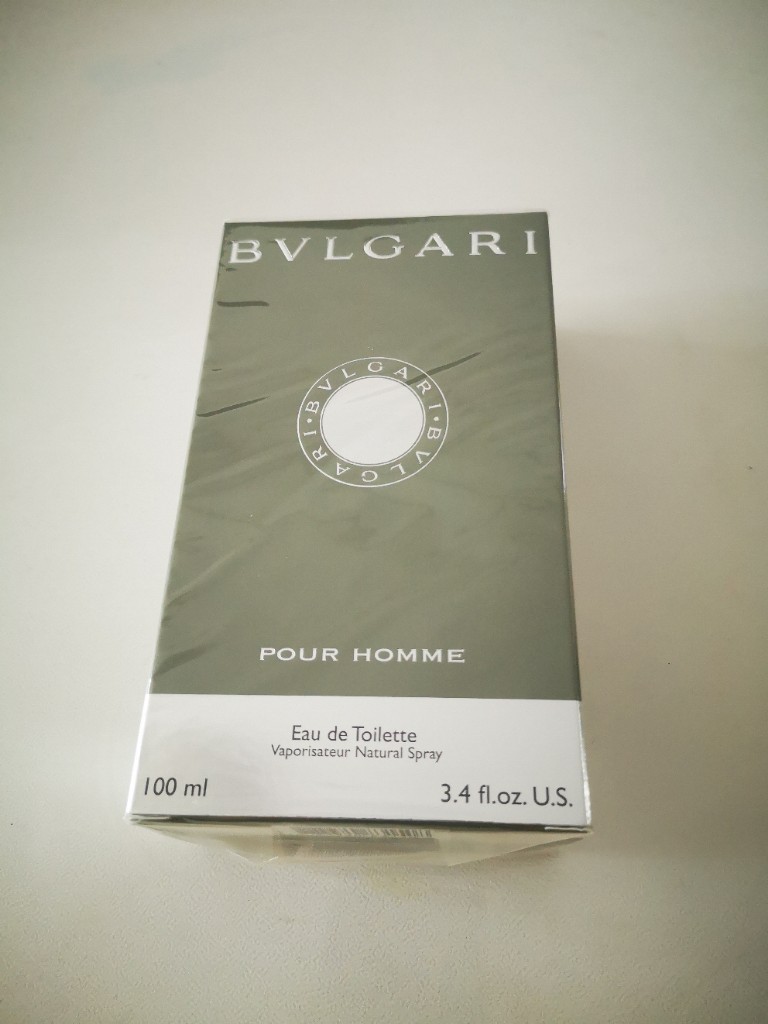 BVLGARI
BVLGARI • BVLGARI •
POUR HOMME
Eau de Toilette
Vaporisateur Natural Spray
100 ml
3.4 fl.oz. U.S.